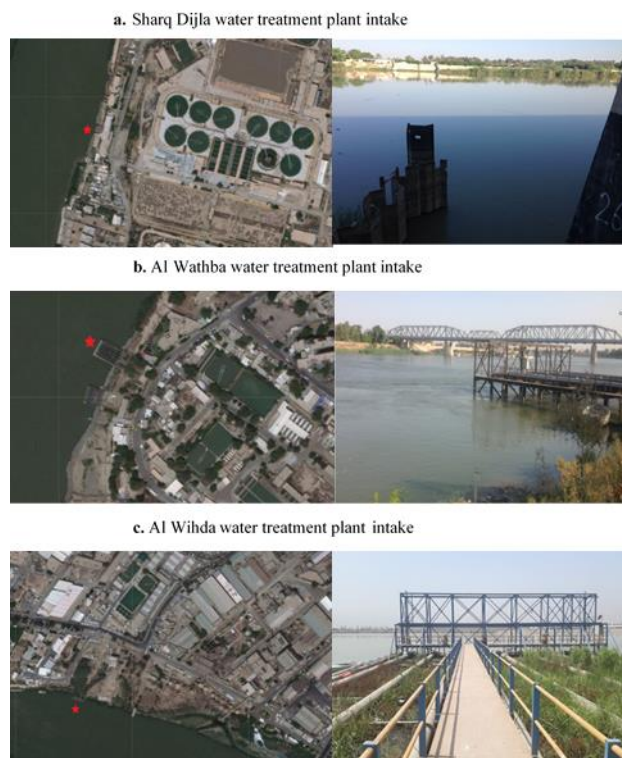 a. Sharq Dijla water treatment plant intake
b. Al Wathba water treatment plant intake
c. Al Wihda water treatment plant intake